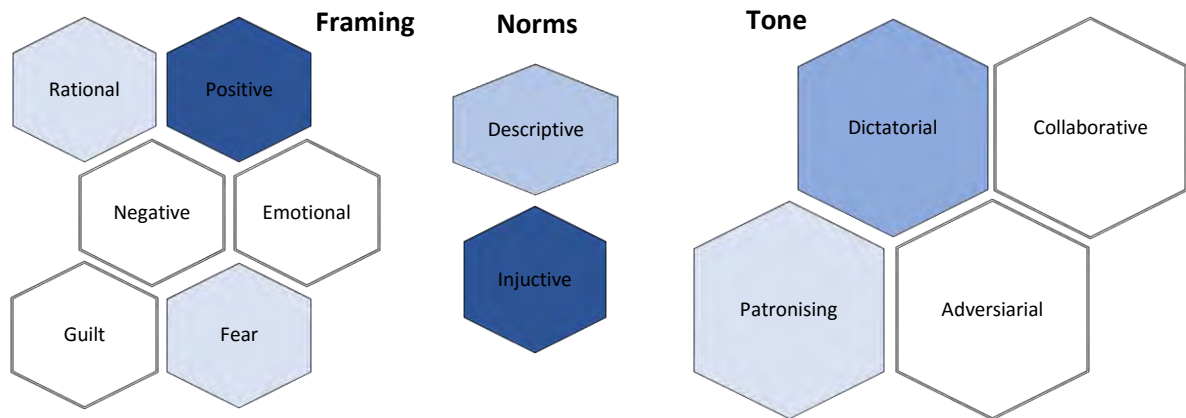 Framing
Rational
Positive
Negative
Emotional
Guilt
Fear
Norms
Descriptive
Injuctive
Tone
Dictatorial
Collaborative
Patronising
Adversiarial